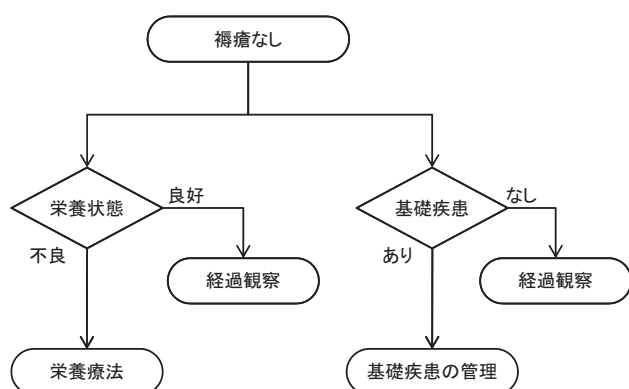 褥瘡なし
栄養状態
良好
基礎疾患
なし
不良
あり
経過観察
経過観察
栄養療法
基礎疾患の管理